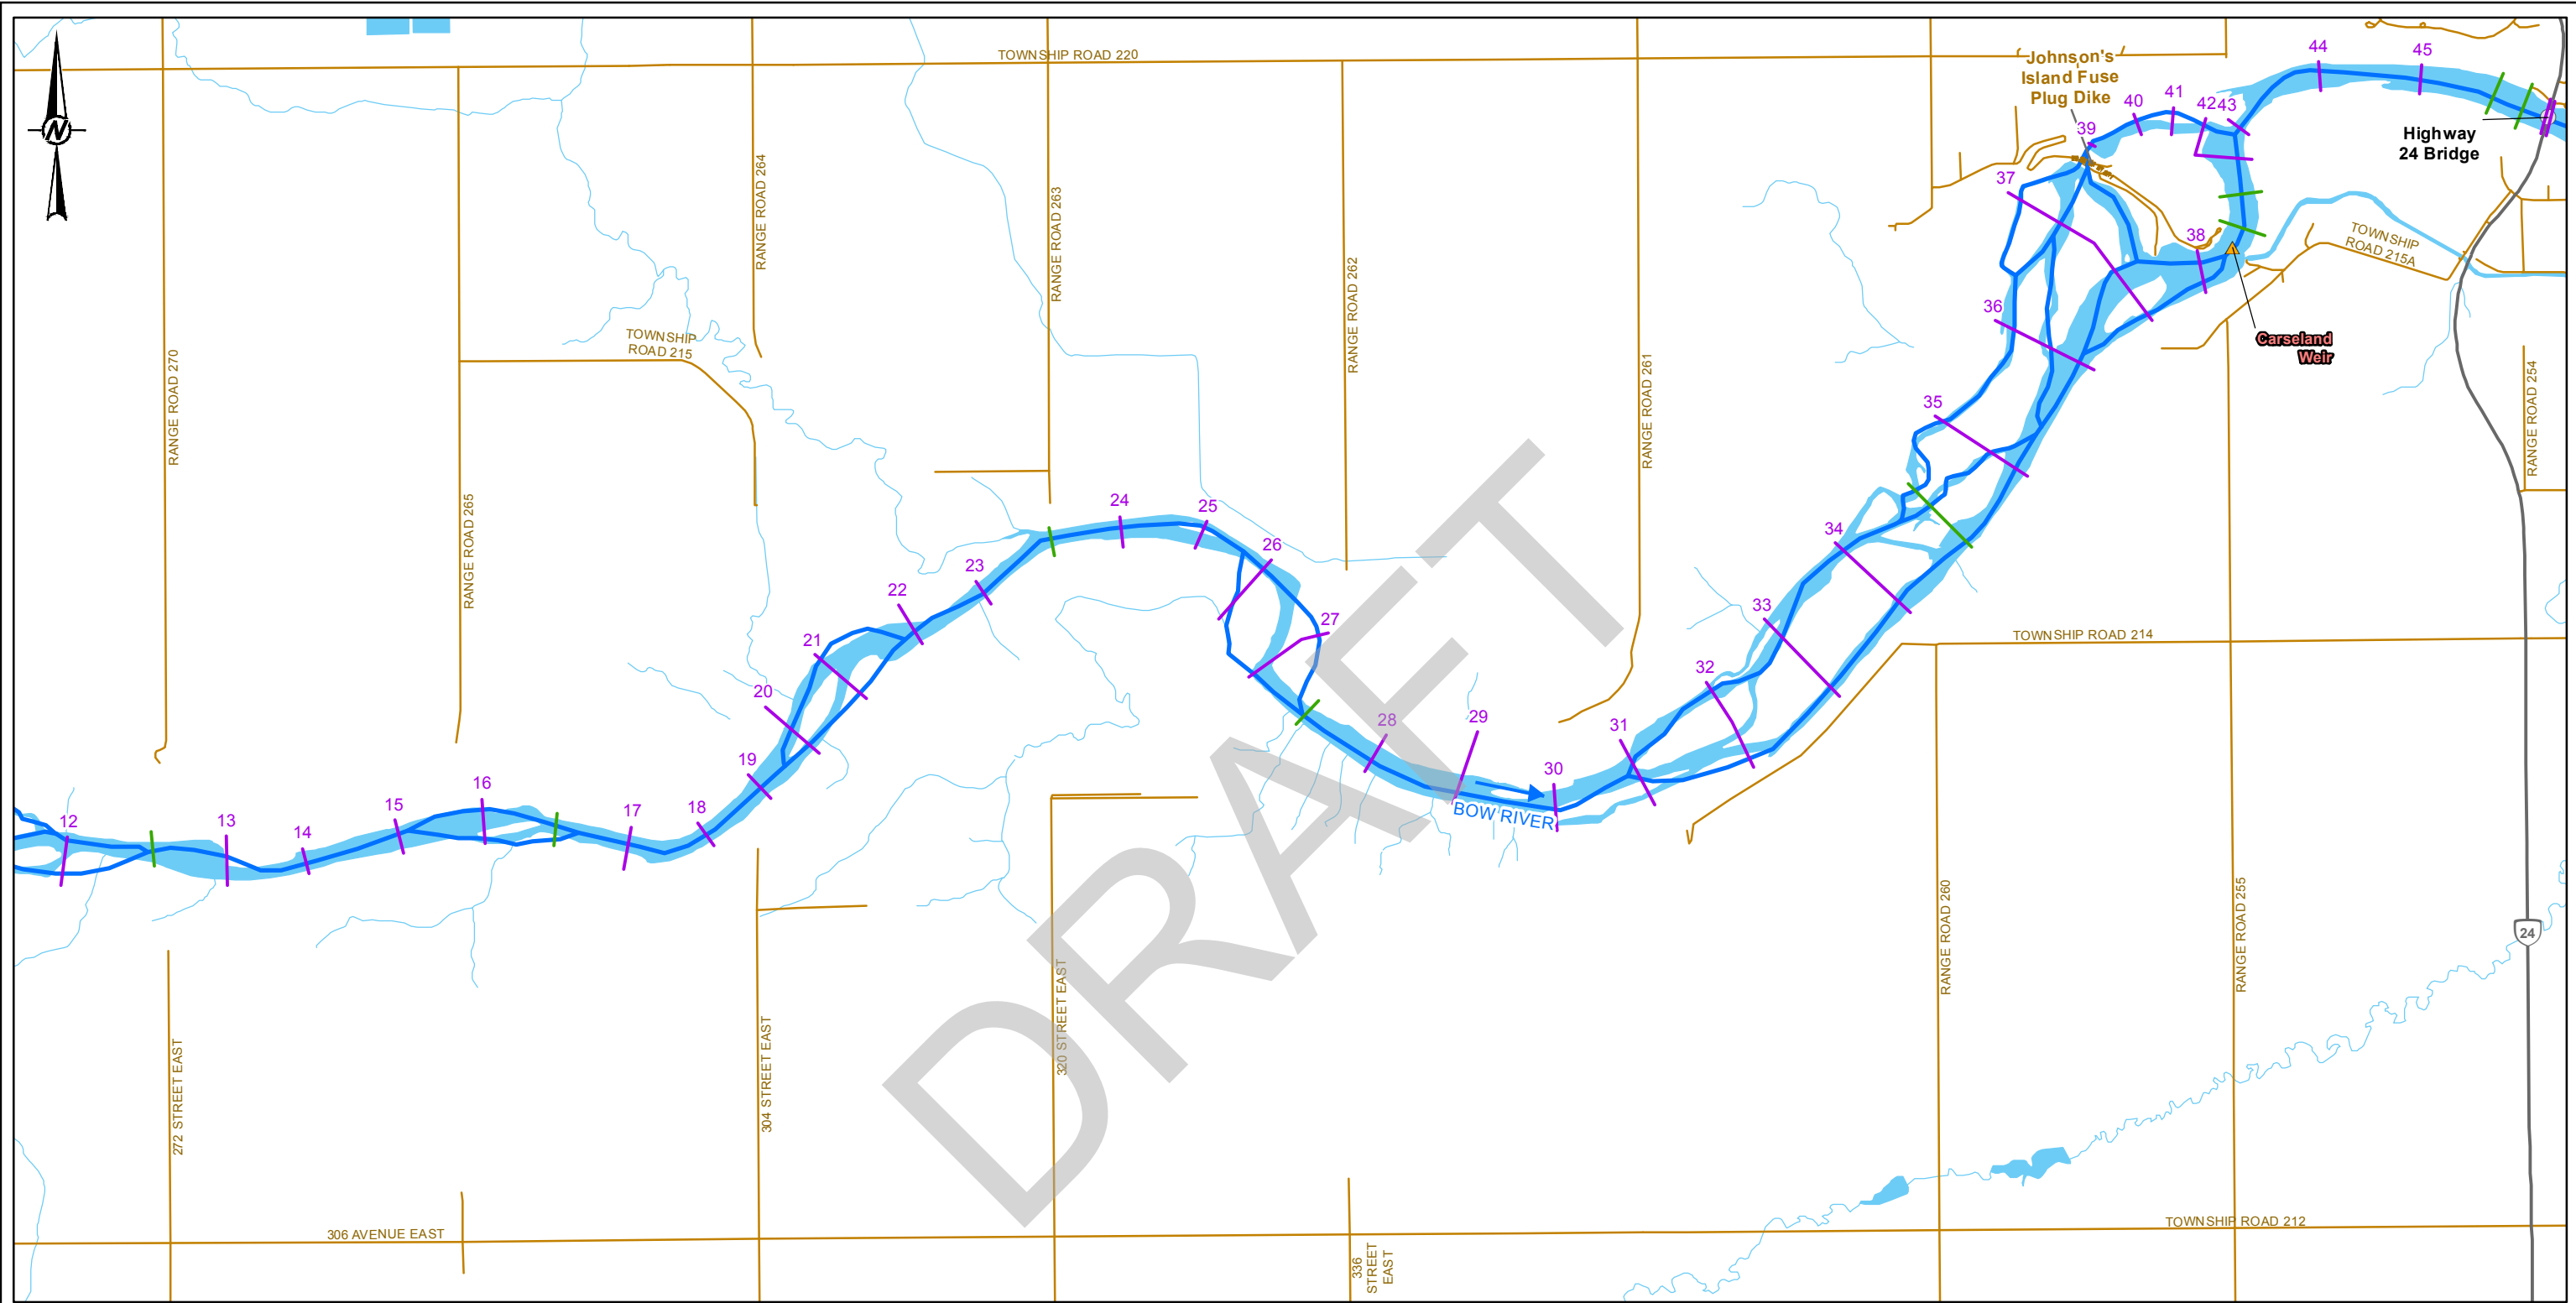 TOWNSHIP ROAD 220
Johnson's
Island Fuse
Plug Dike
44
45
40
41
42
43
39
Highway
24 Bridge
N
RANGE ROAD 264
RANGE ROAD 263
RANGE ROAD 262
37
38
TOWNSHIP
ROAD 215A
36
Carseland
Weir
TOWNSHIP
ROAD 215
RANGE ROAD 270
RANGE ROAD 261
RANGE ROAD 254
35
RANGE ROAD 265
24
25
26
34
23
22
27
33
21
TOWNSHIP ROAD 214
32
20
28
29
31
19
30
16
15
18
17
12
13
14
BOW RIVER
DRAFT
RANGE ROAD 260
RANGE ROAD 255
24
320 STREET EAST
304 STREET EAST
272 STREET EAST
306 AVENUE EAST
TOWNSHIP ROAD 212
336
STREET
EAST